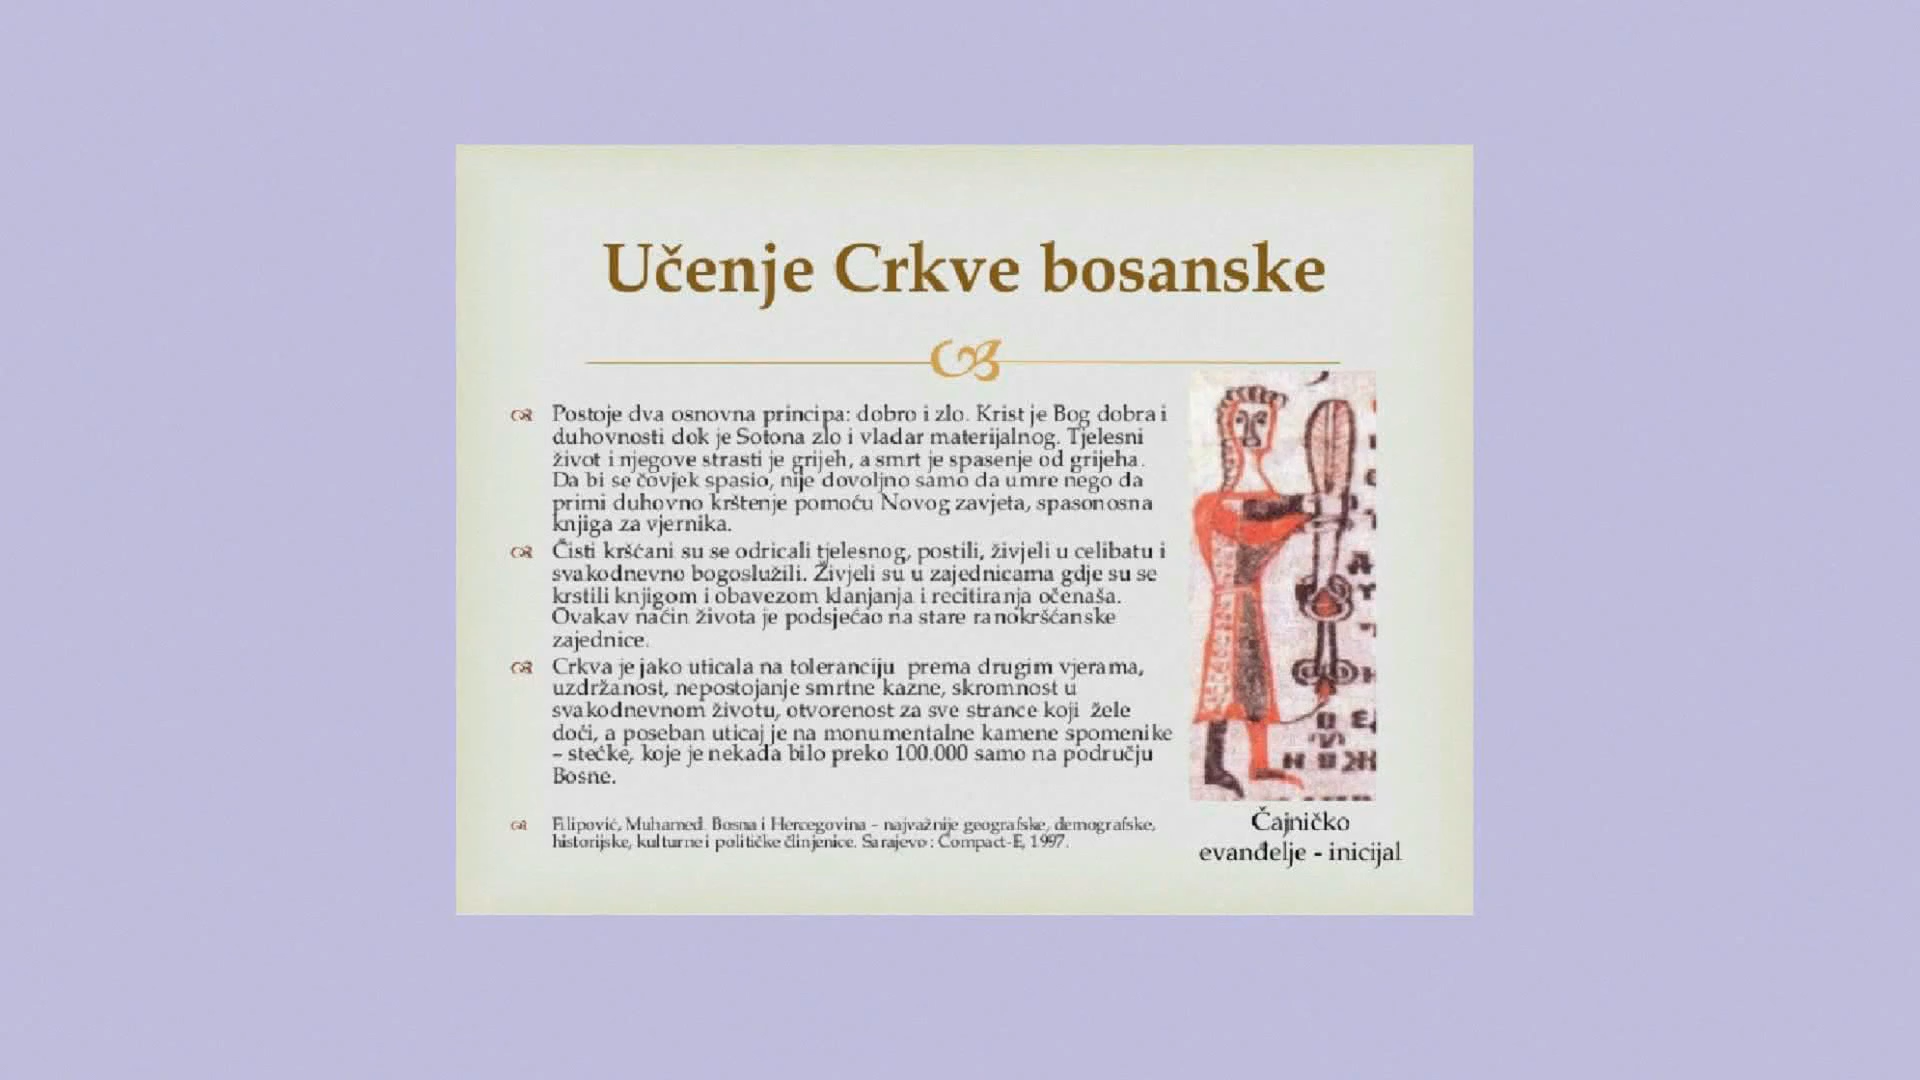 Učenje Crkve bosanske
Postoje dva osnovna principa: dobro i zlo. Krist je Bog dobra i
duhovnosti dok je Sotona zlo i vladar materijalnog. Tjelesni
život i njegove strasti je grijeh, a smrt je spasenje od grijeha.
Da bi se čovjek spasio, nije dovoljno samo da umre nego da
primi duhovno krštenje pomoću Novog zavjeta, spasonosna
knjiga za vjernika.
Čisti kršćani su se odricali tjelesnog, postili, živjeli u celibatu i
svakodnevno bogoslužili. Živjeli su u zajednicama gdje su se
krstili knjigom i obavezom klanjanja i recitiranja očenaša.
Ovakav način života je podsjećao na stare ranokršćanske
zajednice.
Crkva je jako uticala na toleranciju prema drugim vjerama,
uzdržanost, nepostojanje smrtne kazne, skromnost u
svakodnevnom životu, otvorenost za sve strance koji žele
doći, a poseban uticaj je na monumentalne kamene spomenike
– stećke, koje je nekada bilo preko 100.000 samo na području
Bosne.
Filipović, Muhamed. Bosna i Hercegovina – najvažnije geografske, demografske,
historijske, kulturne i političke činjenice. Sarajevo : Compact-E, 1997.
Čajničko
evanđelje - inicijal